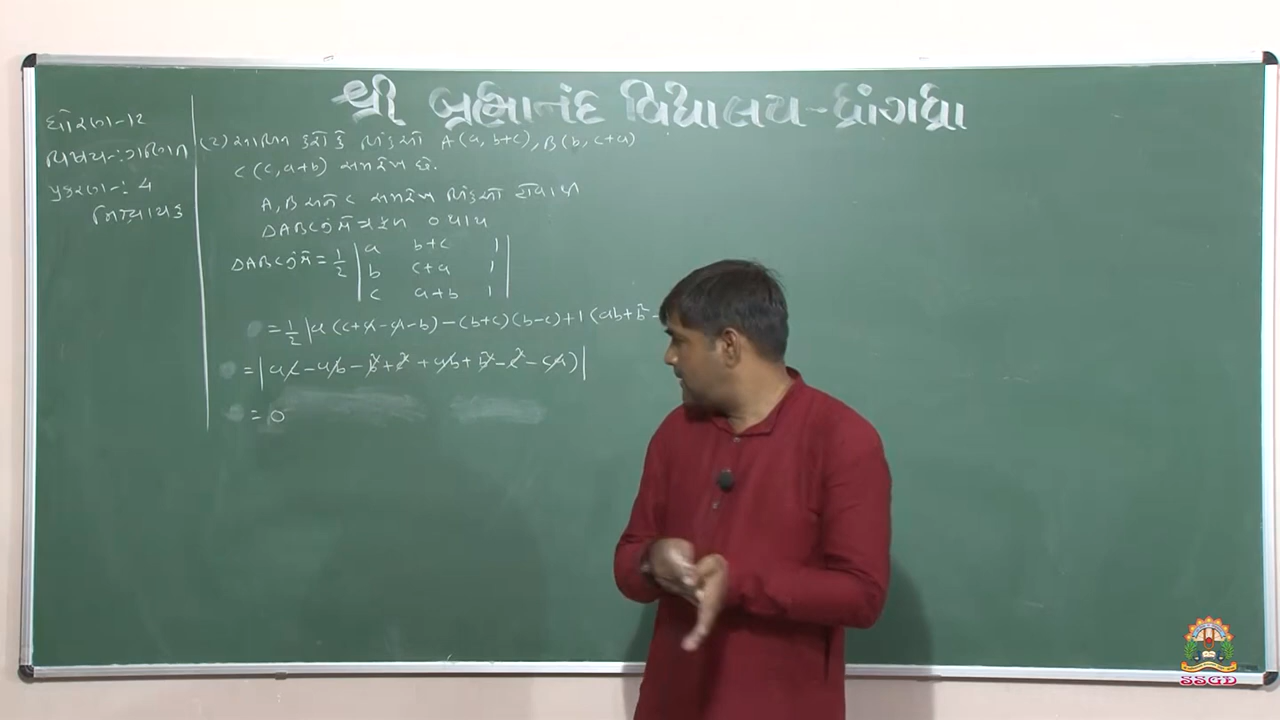 શ્રી બ્રહ્માનંદ વિદ્યાલય-ધ્રાંગધ્રા
ધોરણ-12
વિષય-:ગણિત
પ્રકરણ-: 4
નિશ્ચાયક
(2) સાબિત કરો કે બિંદુઓ A(a, b+c), B(b, c+a)
C(c, a+b) સમરેખ છે.
A, B અને C સમરેખ બિંદુઓ હોવાથી
ΔABCનું ક્ષેત્રફળ 0 થાય
ΔABCનું ક્ષે = 1/2 | a b+c 1 |
| b c+a 1 |
| c a+b 1 |
= 1/2 |a(c+a-a-b)-(b+c)(b-c)+1(ab+b²-
= |ac-ab-b²+c²+ab+b²-c²-ca)|
= 0
SSGD